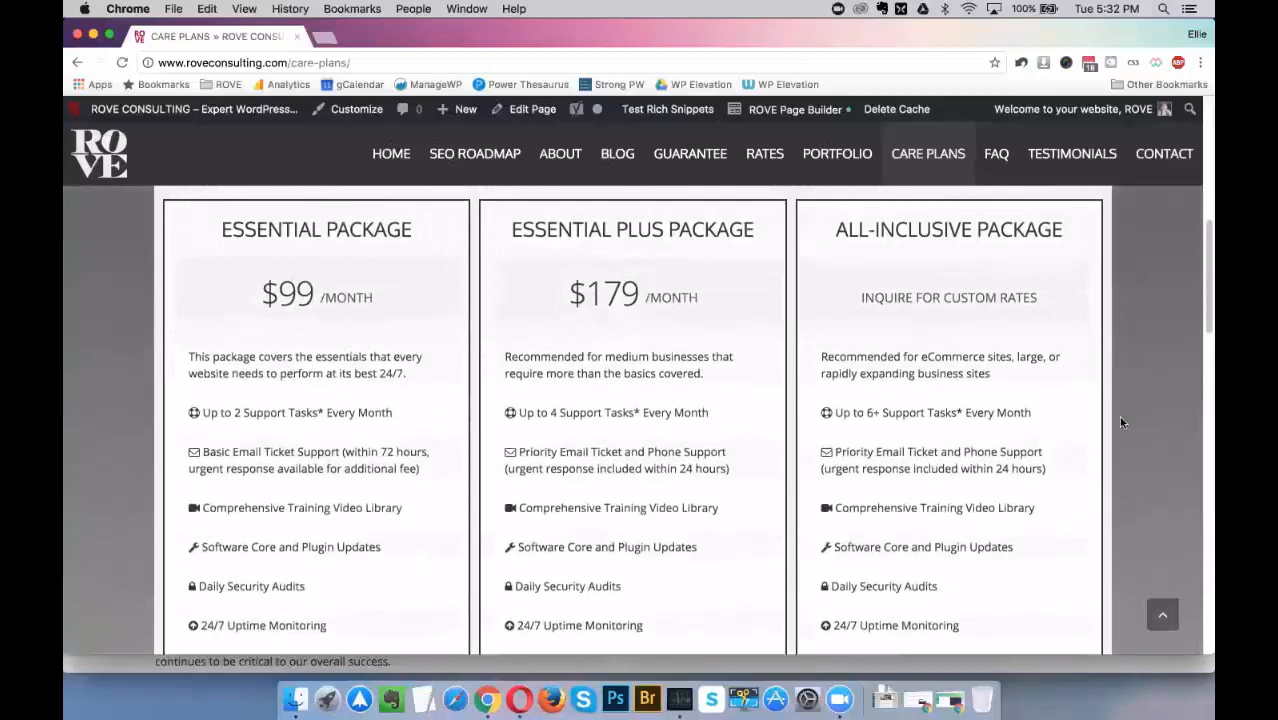 Chrome File Edit View History Bookmarks People Window Help 100% Tue 5:32 PM
CARE PLANS » ROVE CONSU Ellie
www.roveconsulting.com/care-plans/ 18 CSS ABP
Apps Bookmarks ROVE Analytics gCalendar ManageWP Power Thesaurus Strong PW WP Elevation WP Elevation Other Bookmarks
ROVE CONSULTING – Expert WordPress... Customize 0 New Edit Page Test Rich Snippets ROVE Page Builder Delete Cache Welcome to your website, ROVE
ROVE
HOME SEO ROADMAP ABOUT BLOG GUARANTEE RATES PORTFOLIO CARE PLANS FAQ TESTIMONIALS CONTACT
ESSENTIAL PACKAGE
$99 /MONTH
This package covers the essentials that every
website needs to perform at its best 24/7.
Up to 2 Support Tasks* Every Month
Basic Email Ticket Support (within 72 hours,
urgent response available for additional fee)
Comprehensive Training Video Library
Software Core and Plugin Updates
Daily Security Audits
24/7 Uptime Monitoring
ESSENTIAL PLUS PACKAGE
$179 /MONTH
Recommended for medium businesses that
require more than the basics covered.
Up to 4 Support Tasks* Every Month
Priority Email Ticket and Phone Support
(urgent response included within 24 hours)
Comprehensive Training Video Library
Software Core and Plugin Updates
Daily Security Audits
24/7 Uptime Monitoring
ALL-INCLUSIVE PACKAGE
INQUIRE FOR CUSTOM RATES
Recommended for eCommerce sites, large, or
rapidly expanding business sites
Up to 6+ Support Tasks* Every Month
Priority Email Ticket and Phone Support
(urgent response included within 24 hours)
Comprehensive Training Video Library
Software Core and Plugin Updates
Daily Security Audits
24/7 Uptime Monitoring
continues to be critical to our overall success.
Ps Br